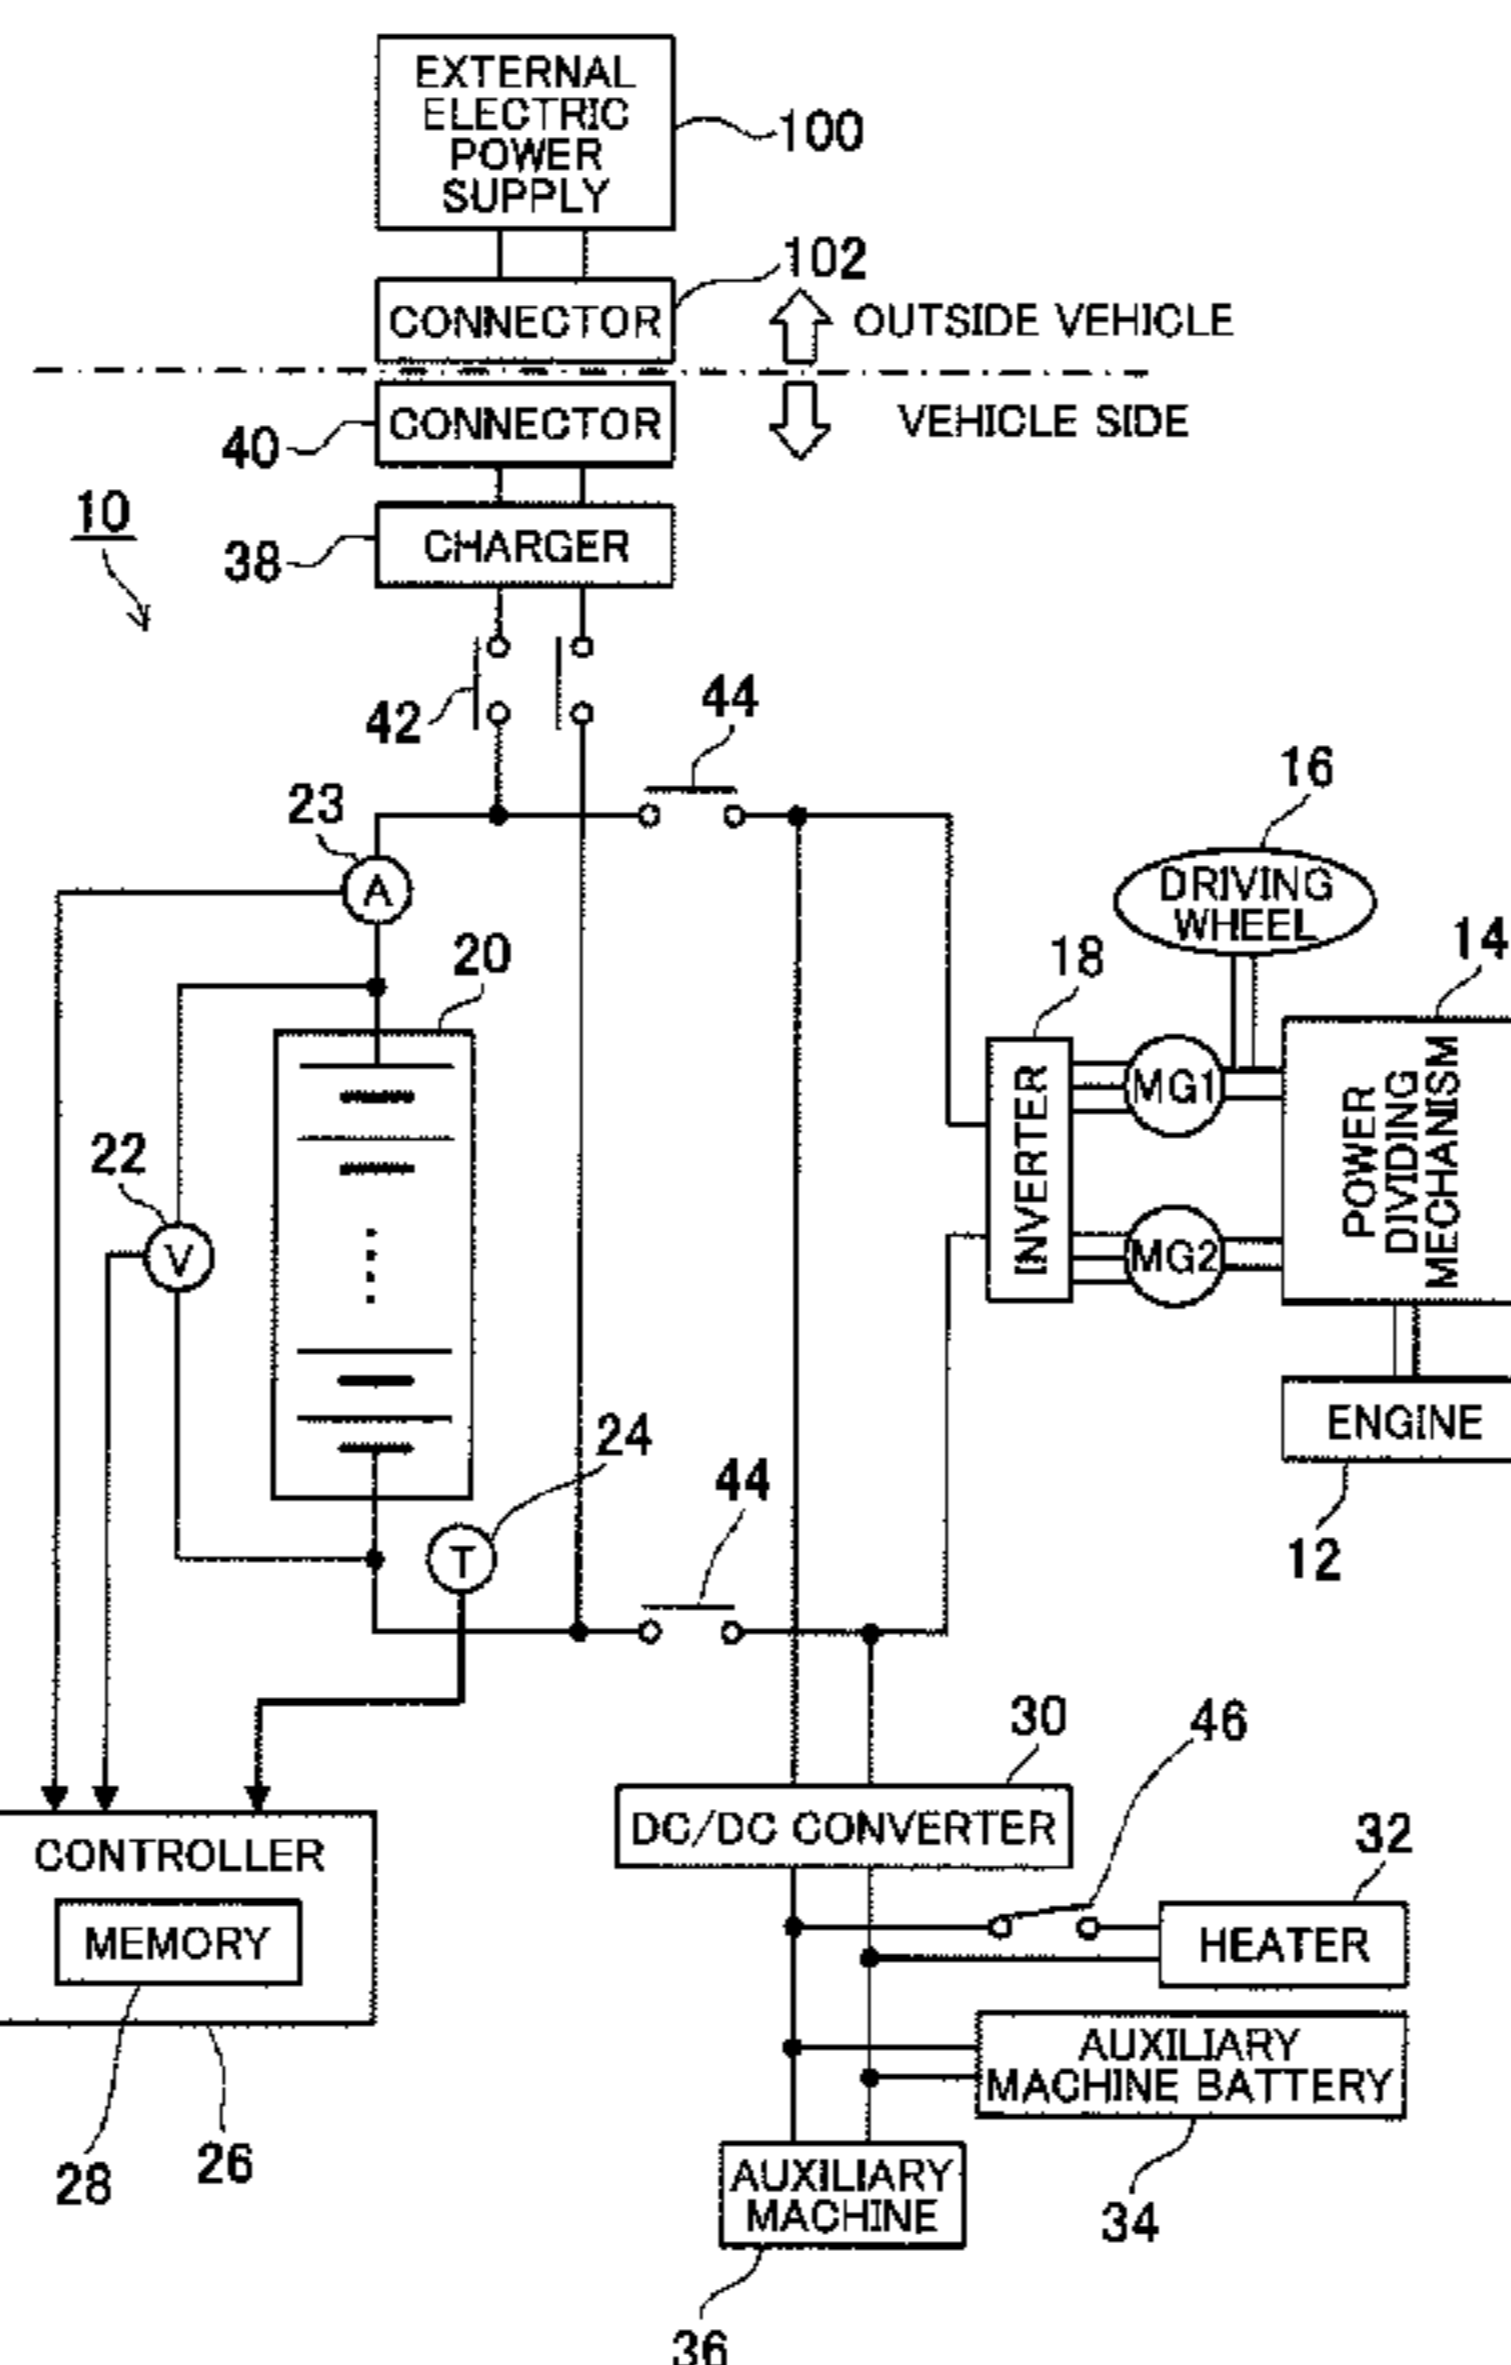 EXTERNAL
ELECTRIC
POWER
SUPPLY
100
102
CONNECTOR
OUTSIDE VEHICLE
CONNECTOR
VEHICLE SIDE
40
10
CHARGER
38
42
44
23
A
16
DRIVING
WHEEL
14
18
20
22
V
INVERTER
MG1
MG2
POWER
DIVIDING
MECHANISM
ENGINE
12
24
T
44
30
46
DC/DC CONVERTER
32
HEATER
CONTROLLER
MEMORY
28
26
AUXILIARY
MACHINE BATTERY
34
AUXILIARY
MACHINE
36